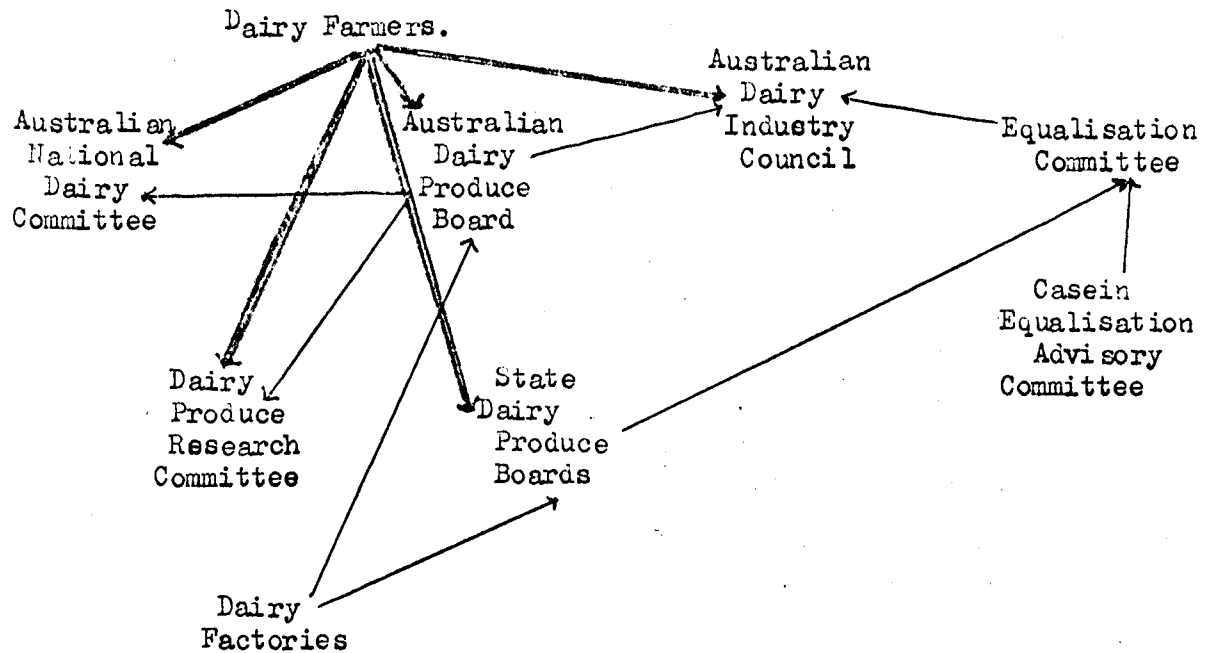 Dairy Farmers.
Australian
National
Dairy
Committee
Australian
Dairy
Produce
Board
Australian
Dairy
Industry
Council
Equalisation
Committee
Casein
Equalisation
Advisory
Committee
Dairy
Produce
Research
Committee
State
Dairy
Produce
Boards
Dairy
Factories